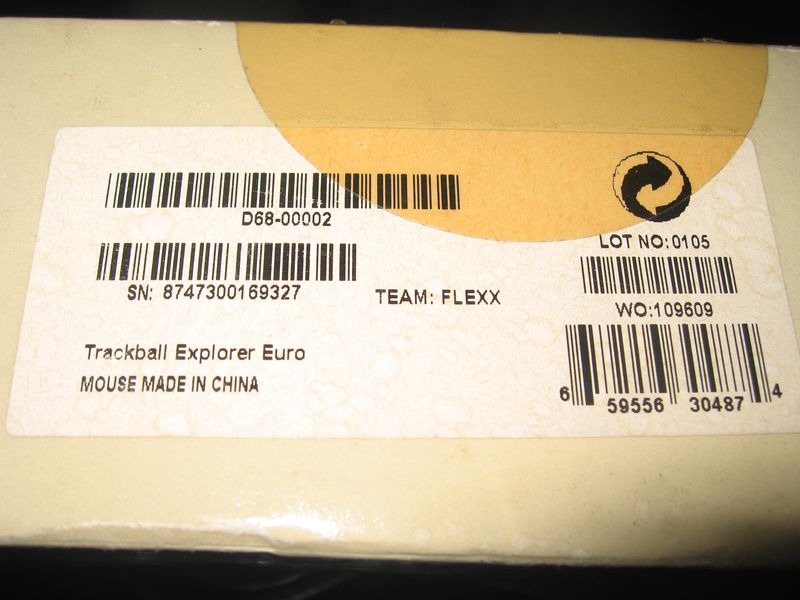 D68-00002
SN: 8747300169327
TEAM: FLEXX
Trackball Explorer Euro
MOUSE MADE IN CHINA
LOT NO:0105
WO:109609
6 59556 30487 4